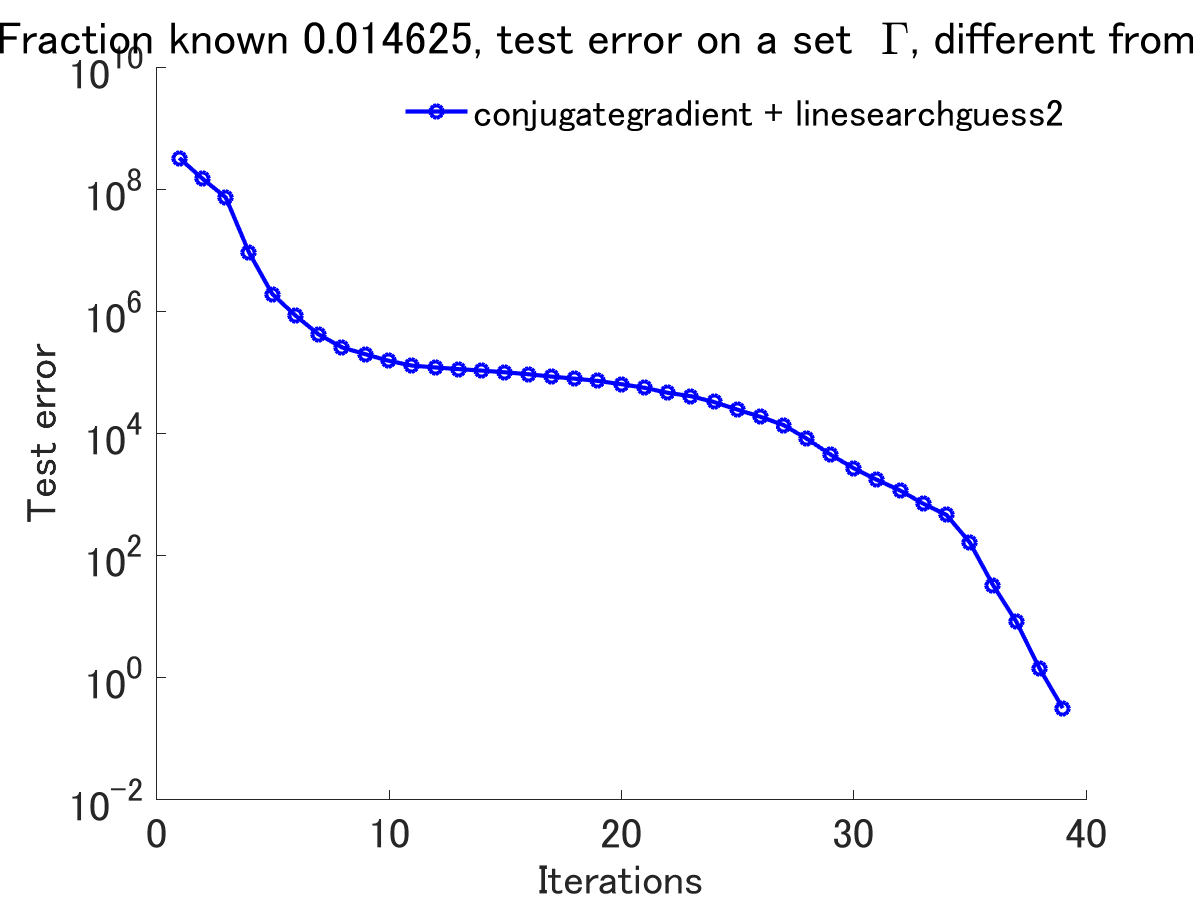 Fraction known 0.014625, test error on a set Γ, different from
10^10
conjugategradient + linesearchguess2
10^8
10^6
10^4
10^2
10^0
10^−2
Test error
0 10 20 30 40
Iterations